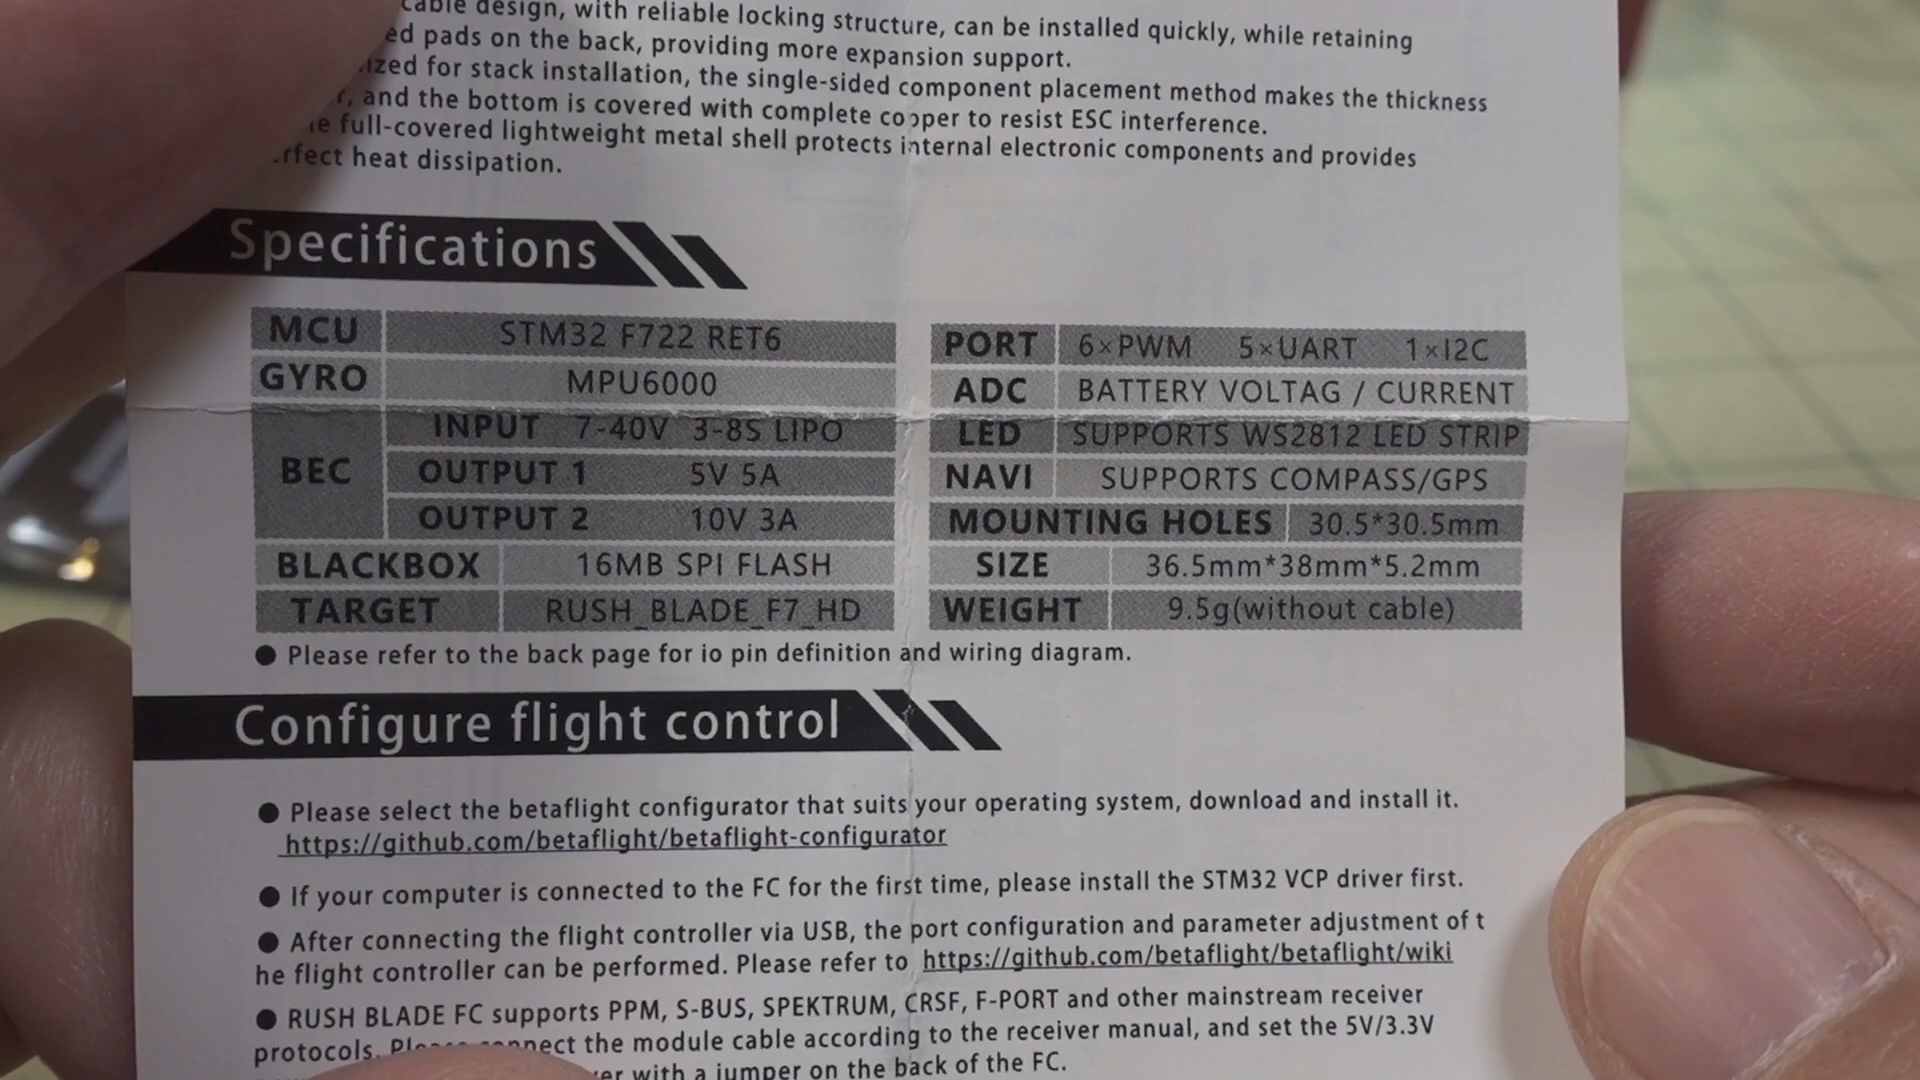 cable design, with reliable locking structure, can be installed quickly, while retaining
ed pads on the back, providing more expansion support.
ized for stack installation, the single-sided component placement method makes the thickness
r, and the bottom is covered with complete copper to resist ESC interference.
e full-covered lightweight metal shell protects internal electronic components and provides
rfect heat dissipation.
Specifications
MCU STM32 F722 RET6
GYRO MPU6000
BEC
INPUT 7-40V 3-8S LIPO
OUTPUT 1 5V 5A
OUTPUT 2 10V 3A
BLACKBOX 16MB SPI FLASH
TARGET RUSH_BLADE_F7_HD
PORT 6×PWM 5×UART 1×I2C
ADC BATTERY VOLTAG / CURRENT
LED SUPPORTS WS2812 LED STRIP
NAVI SUPPORTS COMPASS/GPS
MOUNTING HOLES 30.5*30.5mm
SIZE 36.5mm*38mm*5.2mm
WEIGHT 9.5g(without cable)
● Please refer to the back page for io pin definition and wiring diagram.
Configure flight control
● Please select the betaflight configurator that suits your operating system, download and install it.
https://github.com/betaflight/betaflight-configurator
● If your computer is connected to the FC for the first time, please install the STM32 VCP driver first.
● After connecting the flight controller via USB, the port configuration and parameter adjustment of t
he flight controller can be performed. Please refer to https://github.com/betaflight/betaflight/wiki
● RUSH BLADE FC supports PPM, S-BUS, SPEKTRUM, CRSF, F-PORT and other mainstream receiver
protocols. Please connect the module cable according to the receiver manual, and set the 5V/3.3V
er with a jumper on the back of the FC.